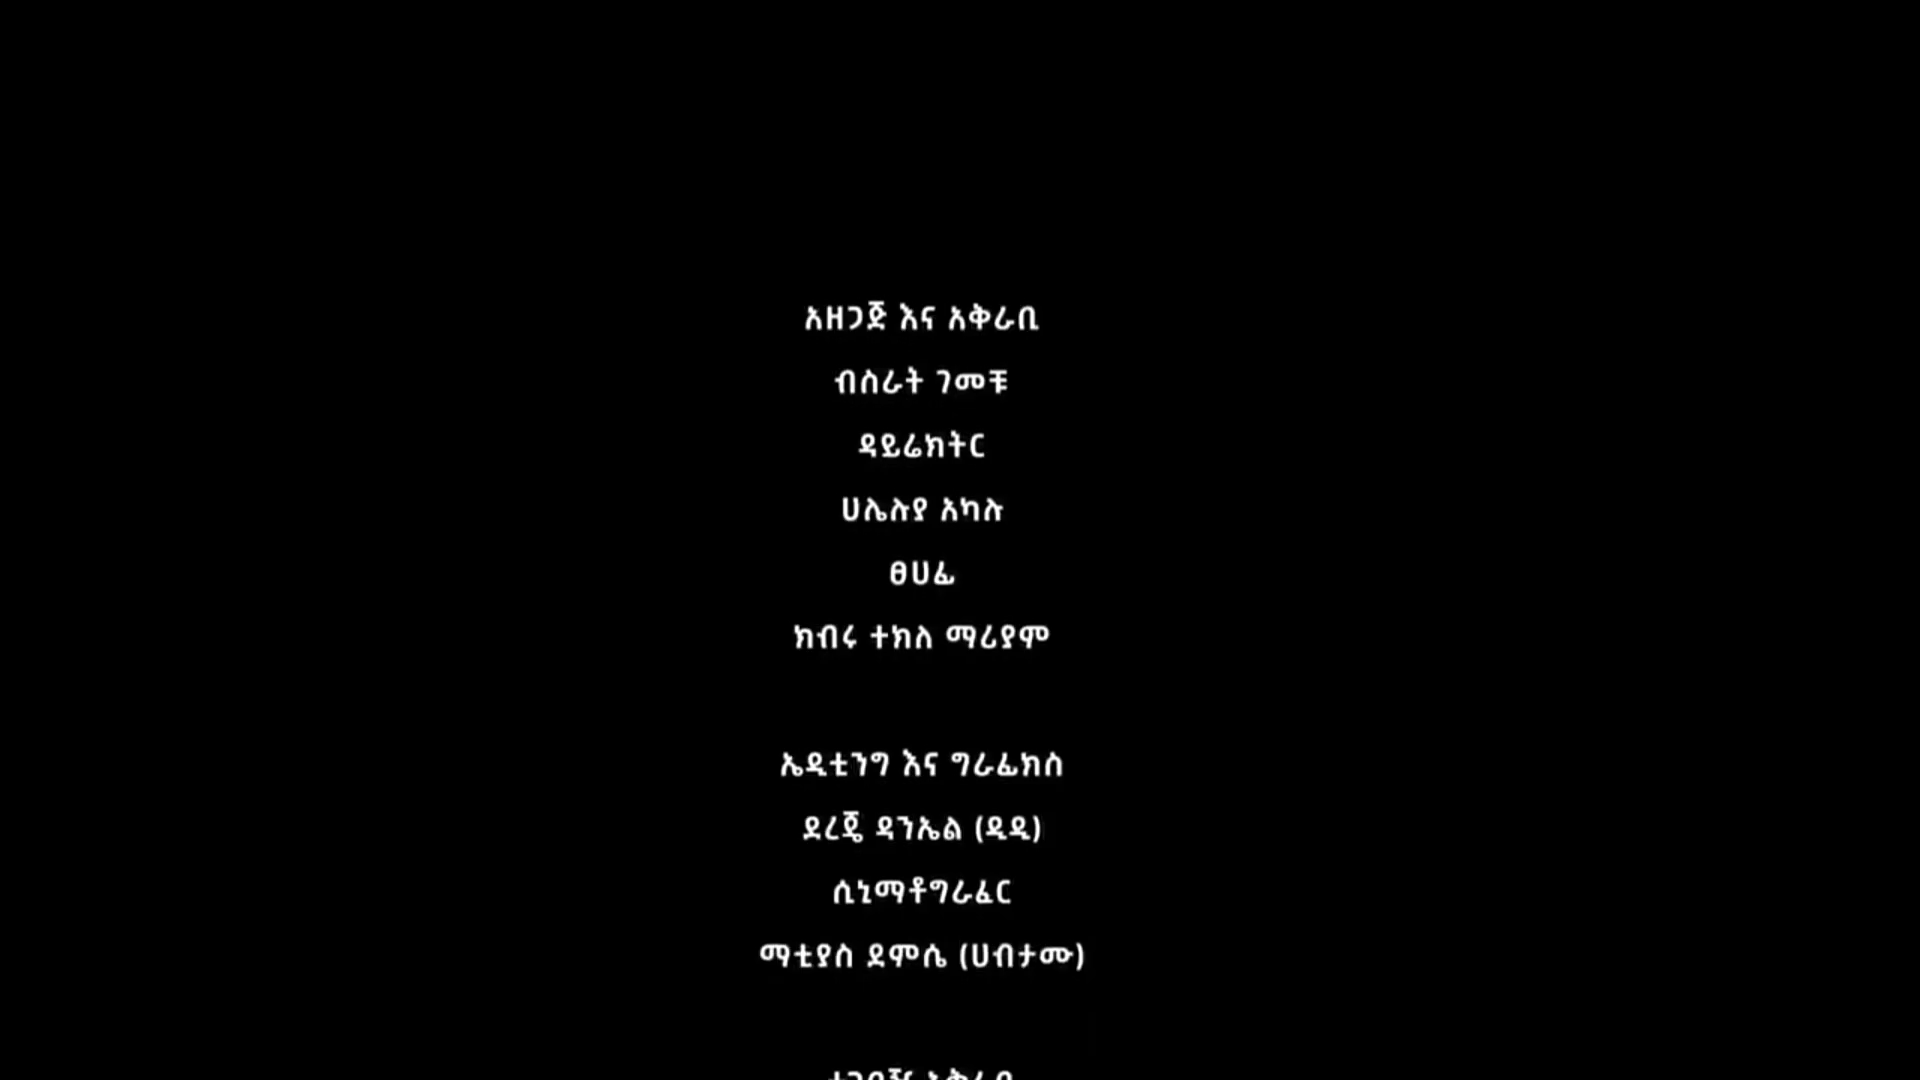 አዘጋጅ እና አቅራቢ
ብስራት ገመቹ
ዳይሬክትር
ሀሌሉያ አካሉ
ፀሀፊ
ክብሩ ተክለ ማሪያም
ኤዲቲንግ እና ግራፊክስ
ደረጄ ዳንኤል (ዲዲ)
ሲኒማቶግራፈር
ማቲያስ ደምሴ (ሀብታሙ)